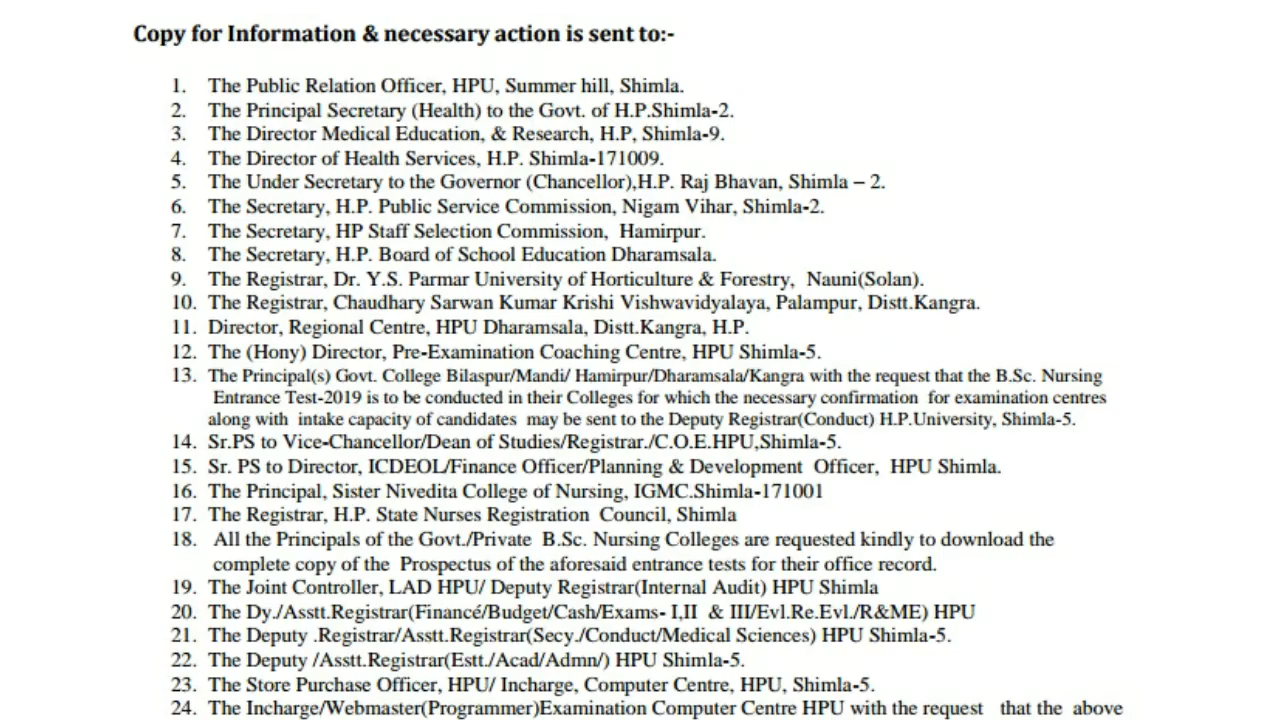 Copy for Information & necessary action is sent to:-
1. The Public Relation Officer, HPU, Summer hill, Shimla.
2. The Principal Secretary (Health) to the Govt. of H.P.Shimla-2.
3. The Director Medical Education, & Research, H.P, Shimla-9.
4. The Director of Health Services, H.P. Shimla-171009.
5. The Under Secretary to the Governor (Chancellor),H.P. Raj Bhavan, Shimla – 2.
6. The Secretary, H.P. Public Service Commission, Nigam Vihar, Shimla-2.
7. The Secretary, HP Staff Selection Commission, Hamirpur.
8. The Secretary, H.P. Board of School Education Dharamsala.
9. The Registrar, Dr. Y.S. Parmar University of Horticulture & Forestry, Nauni(Solan).
10. The Registrar, Chaudhary Sarwan Kumar Krishi Vishwavidyalaya, Palampur, Distt.Kangra.
11. Director, Regional Centre, HPU Dharamsala, Distt.Kangra, H.P.
12. The (Hony) Director, Pre-Examination Coaching Centre, HPU Shimla-5.
13. The Principal(s) Govt. College Bilaspur/Mandi/ Hamirpur/Dharamsala/Kangra with the request that the B.Sc. Nursing
Entrance Test-2019 is to be conducted in their Colleges for which the necessary confirmation for examination centres
along with intake capacity of candidates may be sent to the Deputy Registrar(Conduct) H.P.University, Shimla-5.
14. Sr.PS to Vice-Chancellor/Dean of Studies/Registrar./C.O.E.HPU,Shimla-5.
15. Sr. PS to Director, ICDEOL/Finance Officer/Planning & Development Officer, HPU Shimla.
16. The Principal, Sister Nivedita College of Nursing, IGMC.Shimla-171001
17. The Registrar, H.P. State Nurses Registration Council, Shimla
18. All the Principals of the Govt./Private B.Sc. Nursing Colleges are requested kindly to download the
complete copy of the Prospectus of the aforesaid entrance tests for their office record.
19. The Joint Controller, LAD HPU/ Deputy Registrar(Internal Audit) HPU Shimla
20. The Dy./Asstt.Registrar(Financé/Budget/Cash/Exams- I,II & III/Evl.Re.Evl./R&ME) HPU
21. The Deputy .Registrar/Asstt.Registrar(Secy./Conduct/Medical Sciences) HPU Shimla-5.
22. The Deputy /Asstt.Registrar(Estt./Acad/Admn/) HPU Shimla-5.
23. The Store Purchase Officer, HPU/ Incharge, Computer Centre, HPU, Shimla-5.
24. The Incharge/Webmaster(Programmer)Examination Computer Centre HPU with the request that the above